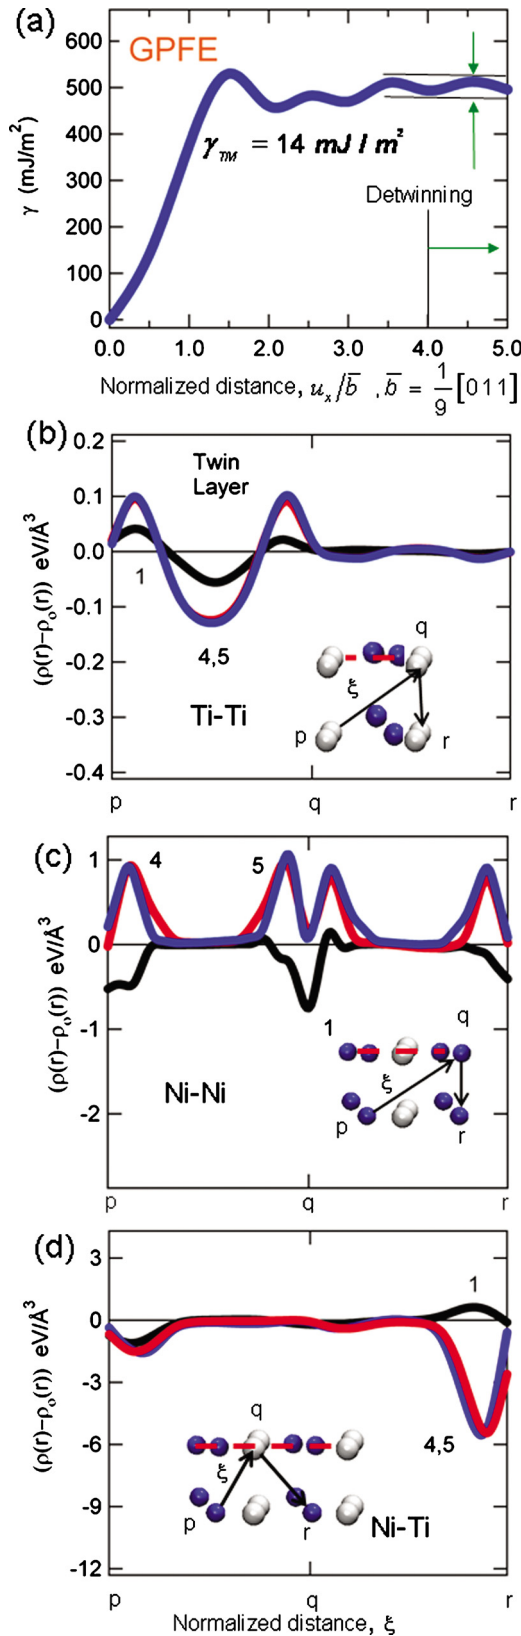 (a)
GPFE
γ (mJ/m²)
600
500
400
300
200
100
0
γ_TM = 14 mJ / m²
Detwinning
0.0 1.0 2.0 3.0 4.0 5.0
Normalized distance, u_x/b̅ , b̅ = 1/9 [011]
(b)
(ρ(r)−ρₒ(r)) eV/Å³
0.2
0.1
0.0
-0.1
-0.2
-0.3
-0.4
Twin
Layer
1
4,5
Ti-Ti
q
ξ
p
r
p q r
(c)
(ρ(r)−ρₒ(r)) eV/Å³
1
0
-1
-2
4
5
1
Ni-Ni
q
ξ
p
r
p q r
(d)
(ρ(r)−ρₒ(r)) eV/Å³
3
0
-3
-6
-9
-12
1
4,5
q
ξ
p
r
Ni-Ti
p q r
Normalized distance, ξ